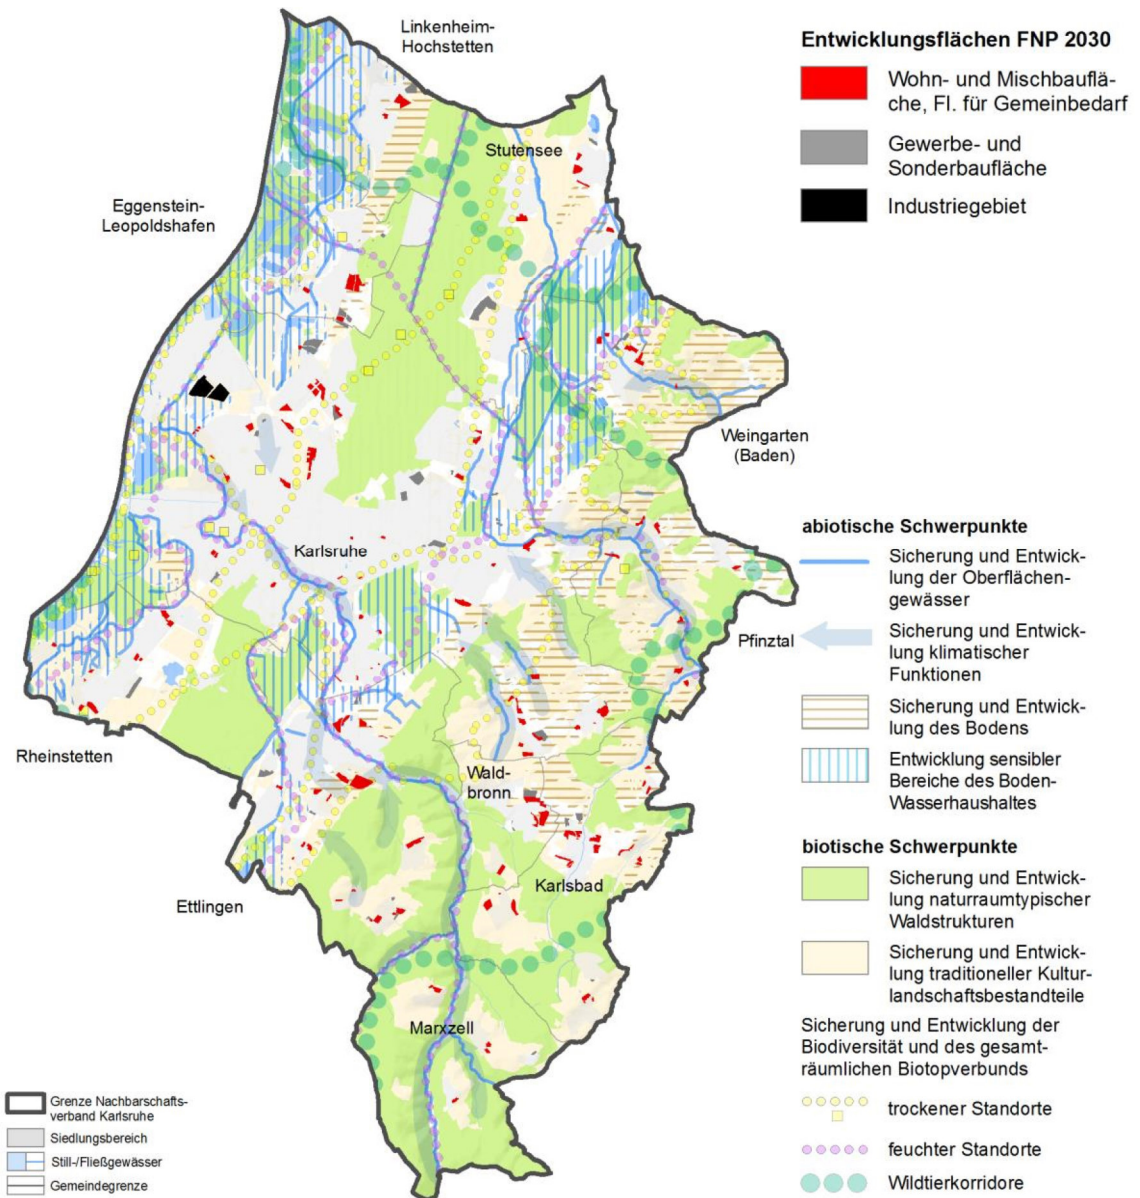 Linkenheim-
Hochstetten
Stutensee
Eggenstein-
Leopoldshafen
Weingarten
(Baden)
Karlsruhe
Pfinztal
Rheinstetten
Wald-
bronn
Karlsbad
Ettlingen
Marxzell
Entwicklungsflächen FNP 2030
Wohn- und Mischbauflä-
che, Fl. für Gemeinbedarf
Gewerbe- und
Sonderbaufläche
Industriegebiet
abiotische Schwerpunkte
Sicherung und Entwick-
lung der Oberflächen-
gewässer
Sicherung und Entwick-
lung klimatischer
Funktionen
Sicherung und Entwick-
lung des Bodens
Entwicklung sensibler
Bereiche des Boden-
Wasserhaushaltes
biotische Schwerpunkte
Sicherung und Entwick-
lung naturraumtypischer
Waldstrukturen
Sicherung und Entwick-
lung traditioneller Kultur-
landschaftsbestandteile
Sicherung und Entwicklung der
Biodiversität und des gesamt-
räumlichen Biotopverbunds
trockener Standorte
feuchter Standorte
Wildtierkorridore
Grenze Nachbarschafts-
verband Karlsruhe
Siedlungsbereich
Still-/Fließgewässer
Gemeindegrenze